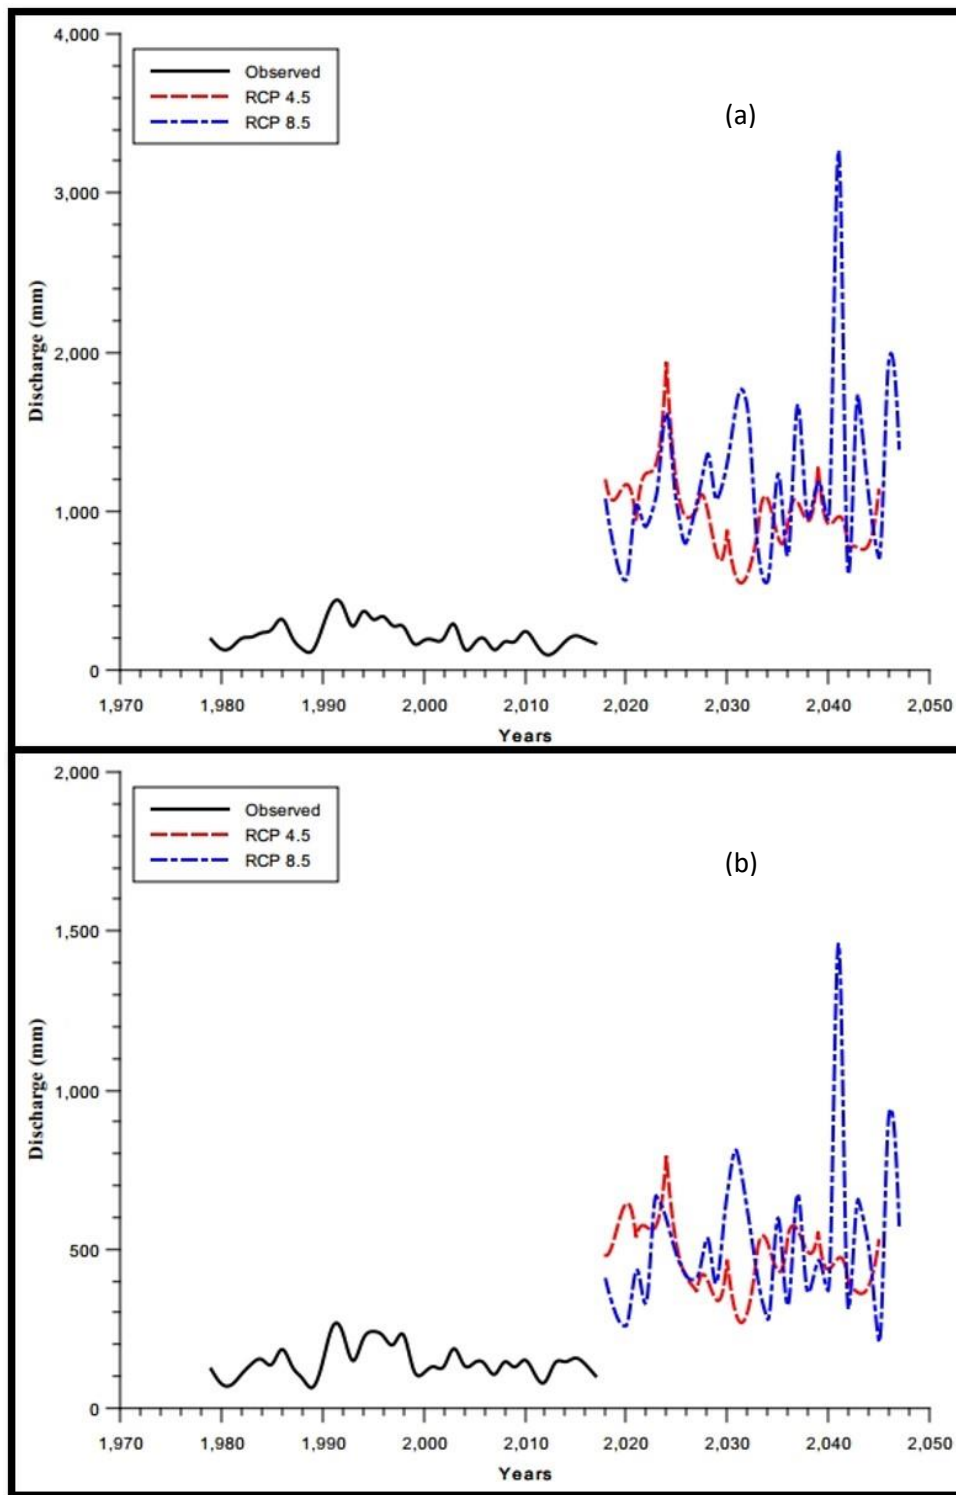 4,000
Observed
RCP 4.5
RCP 8.5
(a)
3,000
Discharge (mm)
2,000
1,000
0
1,970 1,980 1,990 2,000 2,010 2,020 2,030 2,040 2,050
Years
2,000
Observed
RCP 4.5
RCP 8.5
(b)
1,500
Discharge (mm)
1,000
500
0
1,970 1,980 1,990 2,000 2,010 2,020 2,030 2,040 2,050
Years